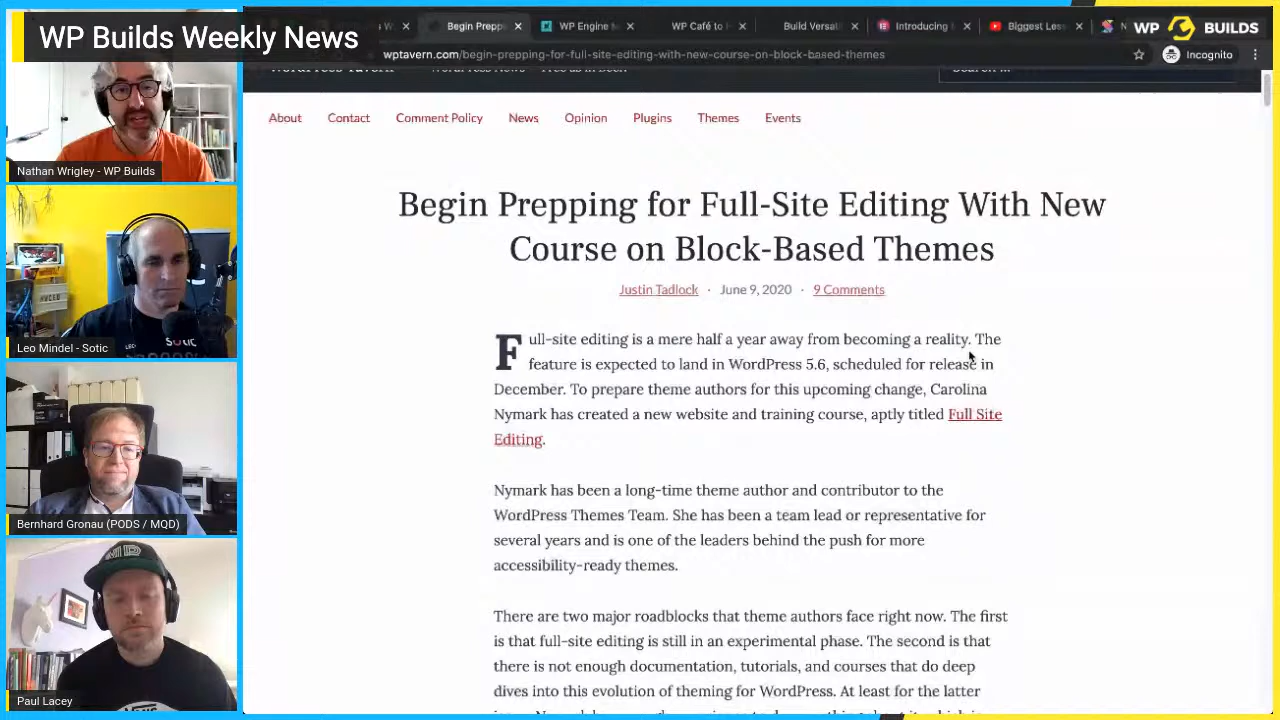 WP Builds Weekly News
Begin Prepp
WP Engine
WP Café to
Build Versat
Introducing
Biggest Les
N
WP BUILDS
wptavern.com/begin-prepping-for-full-site-editing-with-new-course-on-block-based-themes
Incognito
About
Contact
Comment Policy
News
Opinion
Plugins
Themes
Events
Begin Prepping for Full-Site Editing With New
Course on Block-Based Themes
Justin Tadlock · June 9, 2020 · 9 Comments
Full-site editing is a mere half a year away from becoming a reality. The
feature is expected to land in WordPress 5.6, scheduled for release in
December. To prepare theme authors for this upcoming change, Carolina
Nymark has created a new website and training course, aptly titled Full Site
Editing.
Nymark has been a long-time theme author and contributor to the
WordPress Themes Team. She has been a team lead or representative for
several years and is one of the leaders behind the push for more
accessibility-ready themes.
There are two major roadblocks that theme authors face right now. The first
is that full-site editing is still in an experimental phase. The second is that
there is not enough documentation, tutorials, and courses that do deep
dives into this evolution of theming for WordPress. At least for the latter
Nathan Wrigley - WP Builds
SOTIC
Leo Mindel - Sotic
Bernhard Gronau (PODS / MQD)
Paul Lacey